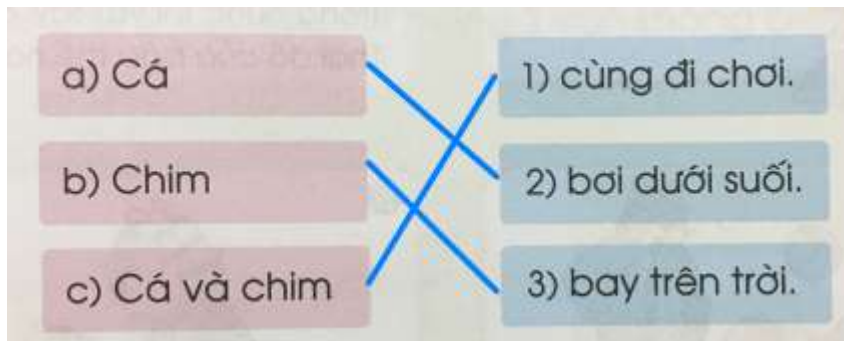 a) Cá
1) cùng đi chơi.
b) Chim
2) bơi dưới suối.
c) Cá và chim
3) bay trên trời.